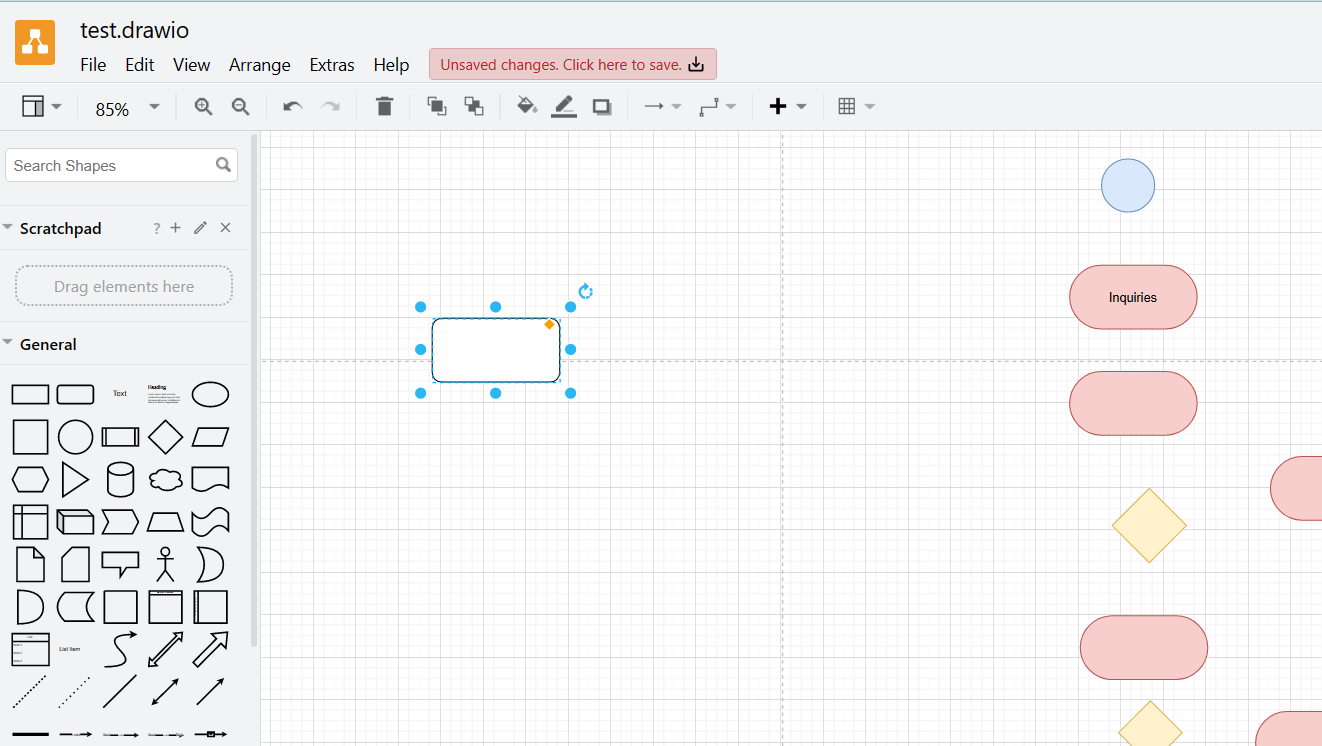 test.drawio
File Edit View Arrange Extras Help
Unsaved changes. Click here to save.
85%
Search Shapes
Scratchpad
?
Drag elements here
General
Text
Heading
List Item
Inquiries